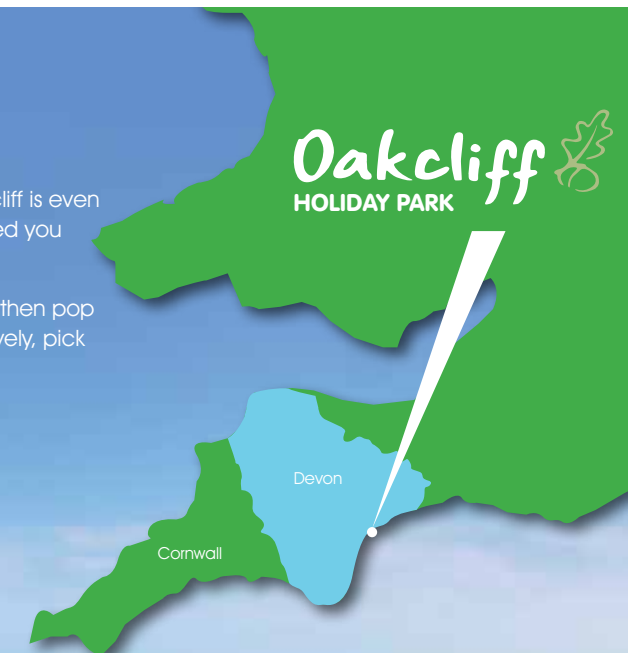 Oakcliff
HOLIDAY PARK
cliff is even
ed you
then pop
vely, pick
Devon
Cornwall